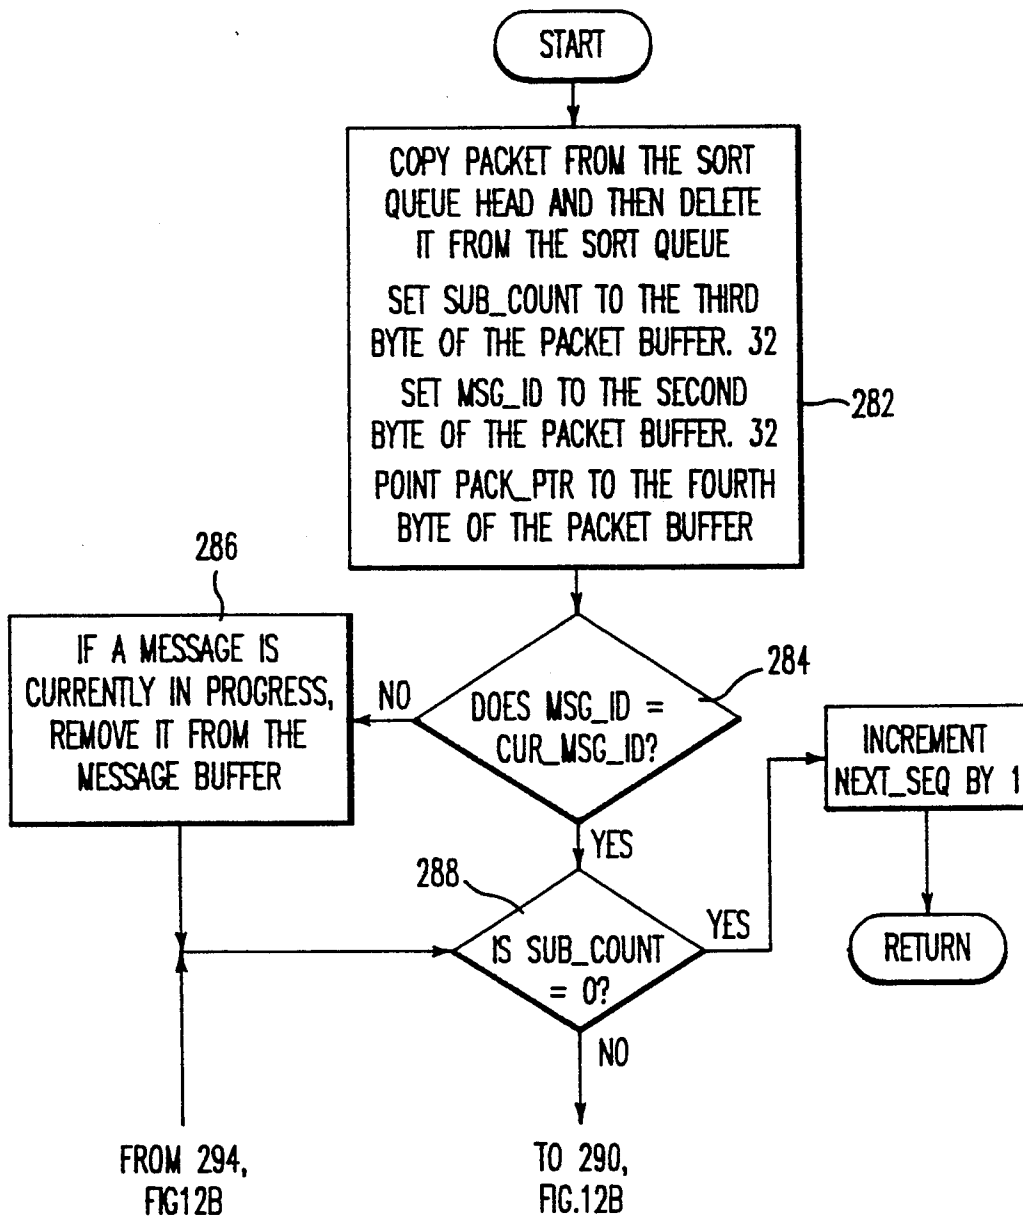 START
COPY PACKET FROM THE SORT
QUEUE HEAD AND THEN DELETE
IT FROM THE SORT QUEUE
SET SUB_COUNT TO THE THIRD
BYTE OF THE PACKET BUFFER. 32
SET MSG_ID TO THE SECOND
BYTE OF THE PACKET BUFFER. 32
POINT PACK_PTR TO THE FOURTH
BYTE OF THE PACKET BUFFER
282
286
IF A MESSAGE IS
CURRENTLY IN PROGRESS,
REMOVE IT FROM THE
MESSAGE BUFFER
NO
284
DOES MSG_ID =
CUR_MSG_ID?
INCREMENT
NEXT_SEQ BY 1
YES
288
IS SUB_COUNT
= 0?
YES
RETURN
NO
FROM 294,
FIG12B
TO 290,
FIG.12B